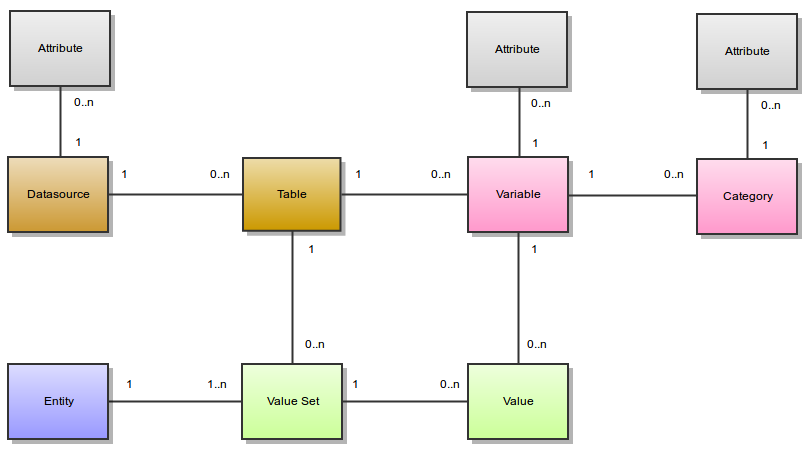 Attribute
Attribute
Attribute
0..n
0..n
0..n
1
1
1
Datasource
1
0..n
Table
1
0..n
Variable
1
0..n
Category
1
1
0..n
0..n
Entity
1
1..n
Value Set
1
0..n
Value